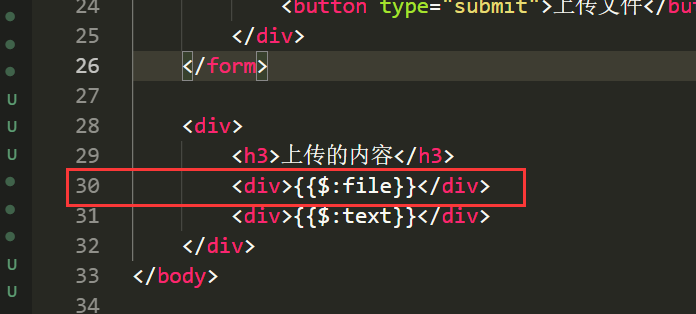 24 <button type="submit">上传文件</bu
25 </div>
26 </form>
27
U 28 <div>
U 29 <h3>上传的内容</h3>
30 <div>{{$:file}}</div>
31 <div>{{$:text}}</div>
32 </div>
U 33 </body>
U 34